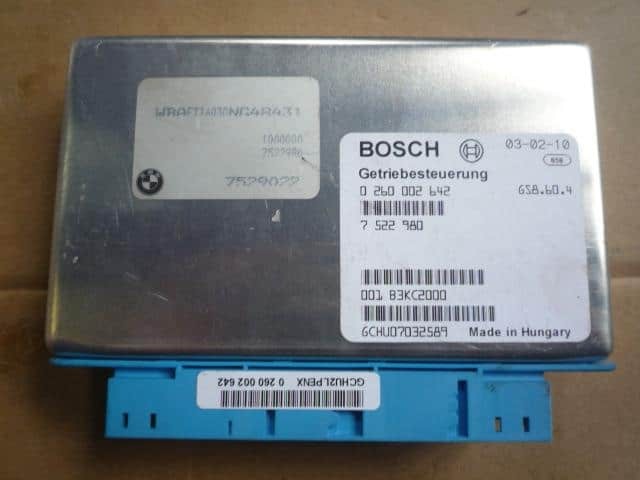 1000000
7522980
BMW
7529022
BOSCH
03-02-10
Getriebesteuerung
0 260 002 642
GS8.60.4
7 522 980
001 B3KC2000
GCHU07032589
Made in Hungary
GCHU2LPENX 0 260 002 642